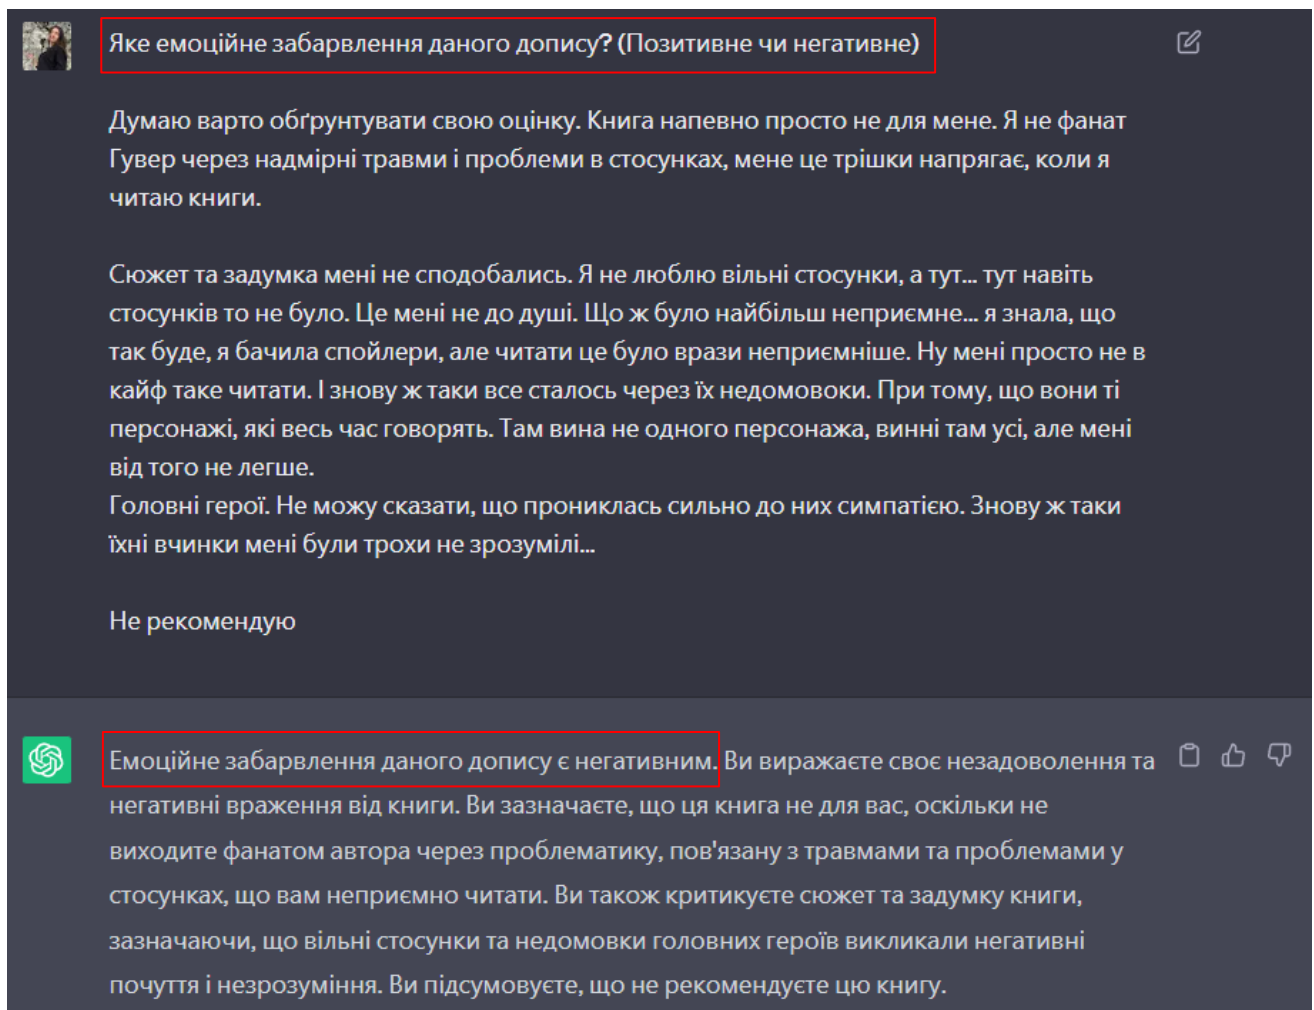 Яке емоційне забарвлення даного допису? (Позитивне чи негативне)
Думаю варто обґрунтувати свою оцінку. Книга напевно просто не для мене. Я не фанат
Гувер через надмірні травми і проблеми в стосунках, мене це трішки напрягає, коли я
читаю книги.
Сюжет та задумка мені не сподобались. Я не люблю вільні стосунки, а тут... тут навіть
стосунків то не було. Це мені не до душі. Що ж було найбільш неприємне... я знала, що
так буде, я бачила спойлери, але читати це було врази неприємніше. Ну мені просто не в
кайф таке читати. І знову ж таки все сталось через їх недомовоки. При тому, що вони ті
персонажі, які весь час говорять. Там вина не одного персонажа, винні там усі, але мені
від того не легше.
Головні герої. Не можу сказати, що прониклась сильно до них симпатією. Знову ж таки
їхні вчинки мені були трохи не зрозумілі...
Не рекомендую
Емоційне забарвлення даного допису є негативним. Ви виражаєте своє незадоволення та
негативні враження від книги. Ви зазначаєте, що ця книга не для вас, оскільки не
виходите фанатом автора через проблематику, пов'язану з травмами та проблемами у
стосунках, що вам неприємно читати. Ви також критикуєте сюжет та задумку книги,
зазначаючи, що вільні стосунки та недомовки головних героїв викликали негативні
почуття і незрозуміння. Ви підсумовуєте, що не рекомендуєте цю книгу.